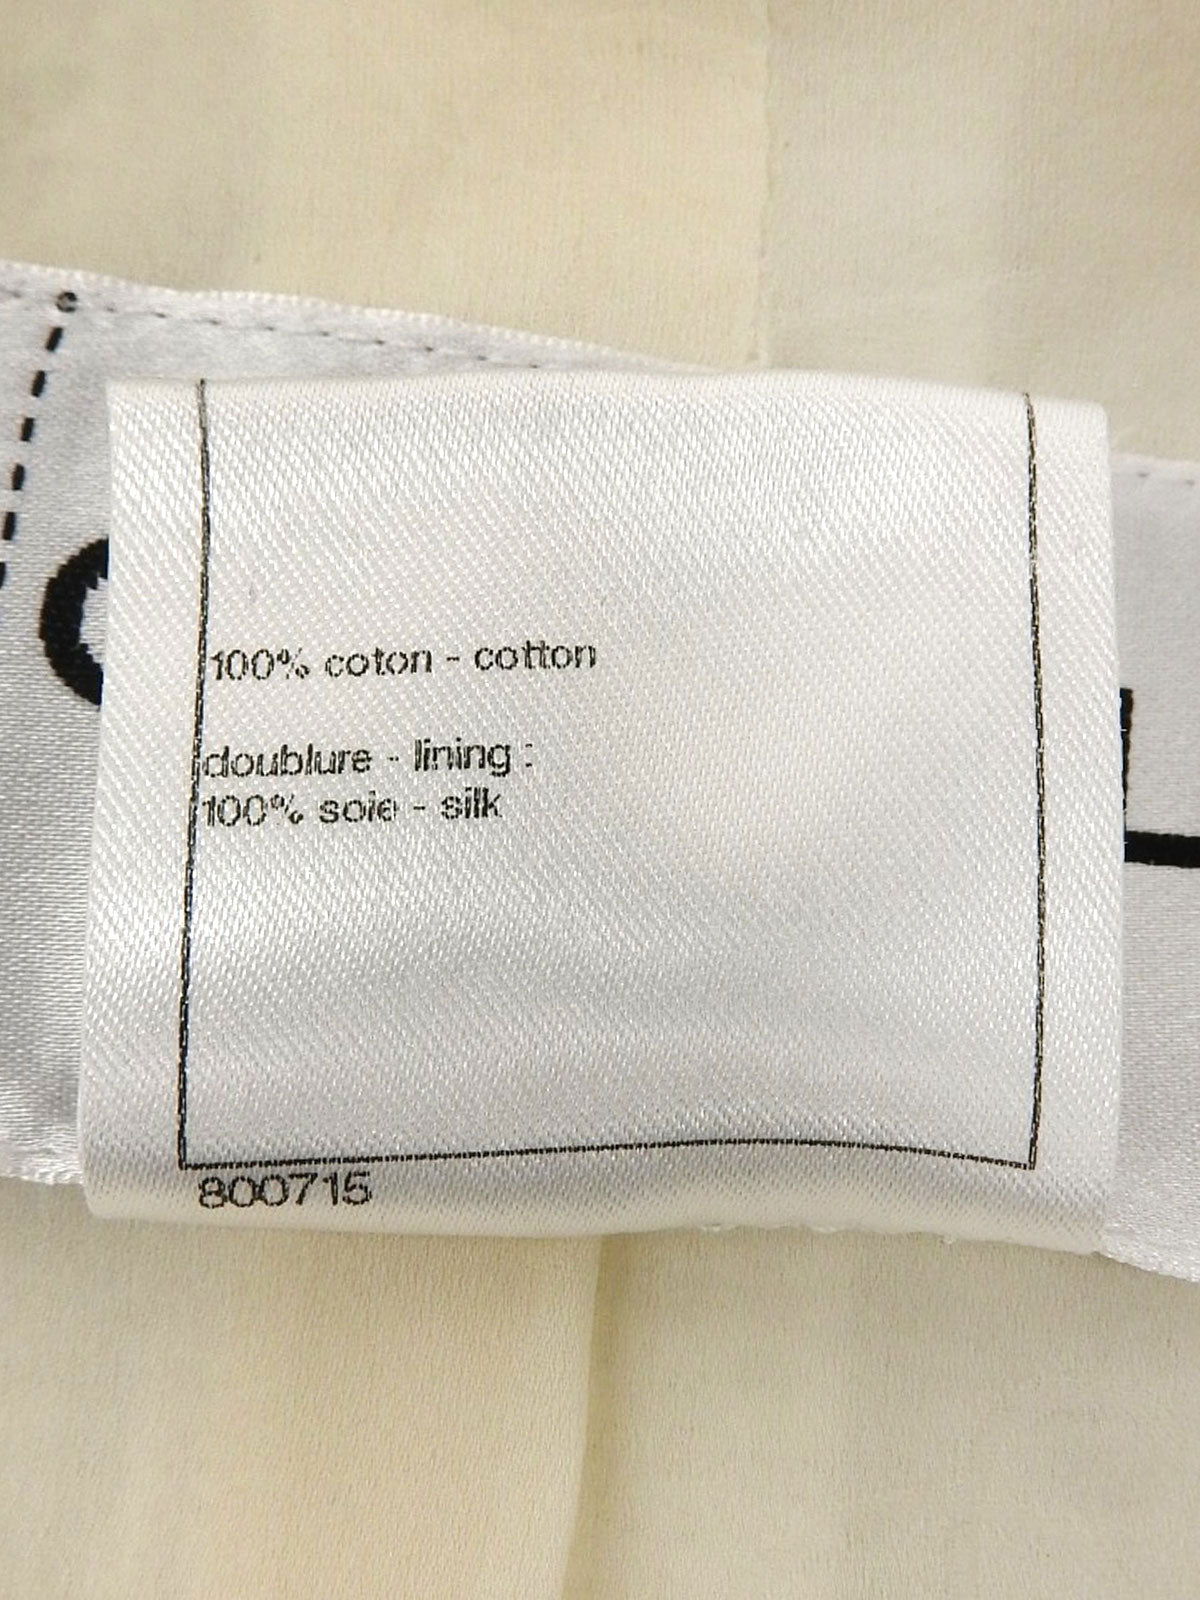 100% coton - cotton
doublure - lining :
100% soie - silk
800715